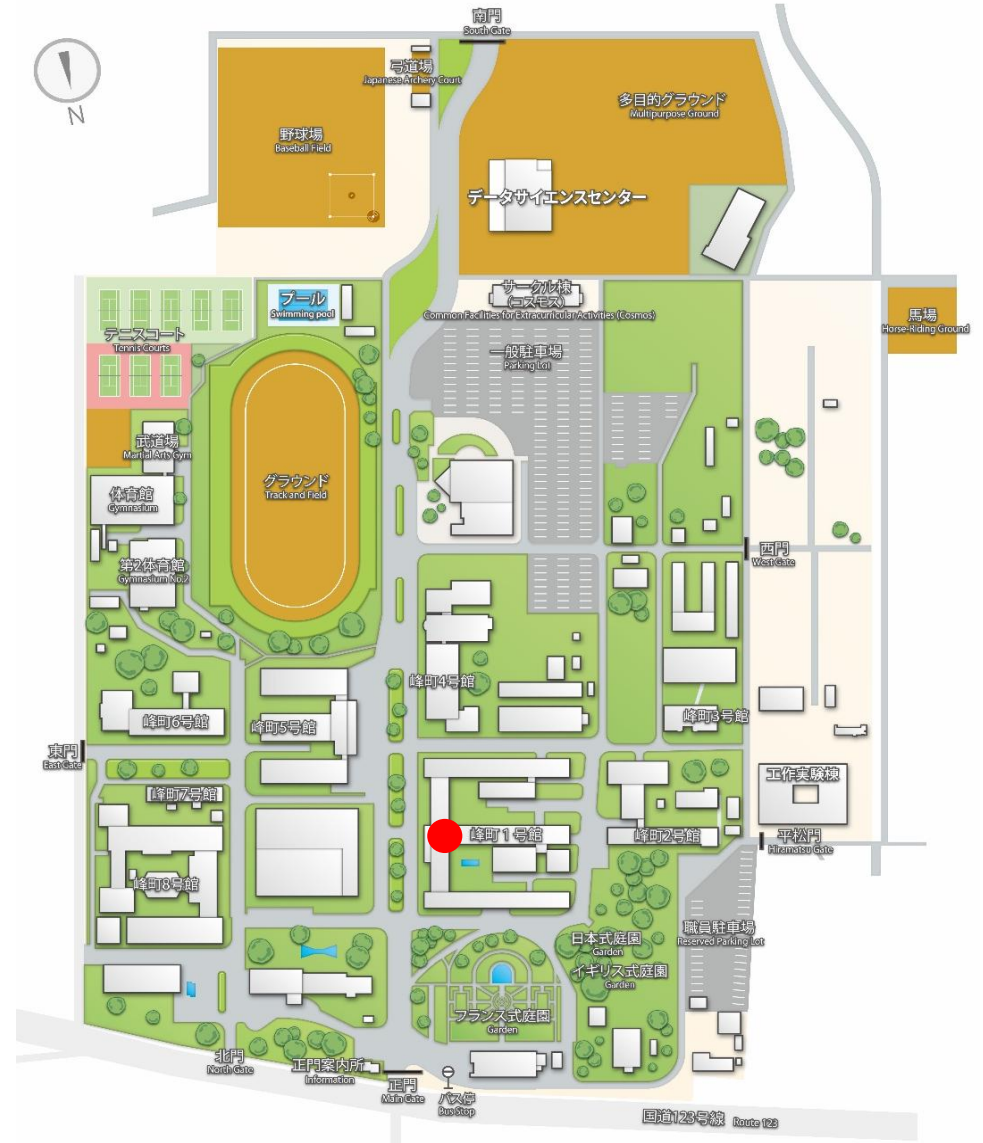 南門
South Gate
弓道場
Japanese Archery Court
多目的グラウンド
Multipurpose Ground
N
野球場
Baseball Field
データサイエンスセンター
プール
Swimming pool
サークル棟
(コスモス)
Common Facilities for Extracurricular Activities (Cosmos)
馬場
Horse-Riding Ground
テニスコート
Tennis Courts
一般駐車場
Parking Lot
武道場
Martial Arts Gym
グラウンド
Track and Field
体育館
Gymnasium
西門
West Gate
第2体育館
Gymnasium No.2
峰町4号館
峰町6号館
峰町5号館
峰町3号館
東門
East Gate
工作実験棟
峰町7号館
峰町1号館
峰町2号館
平松門
Hiramatsu Gate
峰町8号館
職員駐車場
Reserved Parking Lot
日本式庭園
Garden
イギリス式庭園
Garden
フランス式庭園
Garden
北門
North Gate
正門案内所
Information
正門
Main Gate
バス停
Bus Stop
国道123号線 Route 123